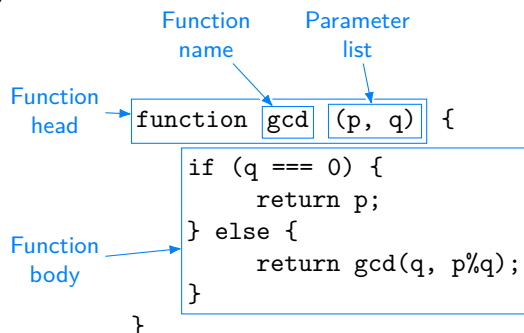 Function
name
Parameter
list
Function
head
function gcd (p, q) {
if (q === 0) {
return p;
} else {
return gcd(q, p%q);
}
Function
body
}